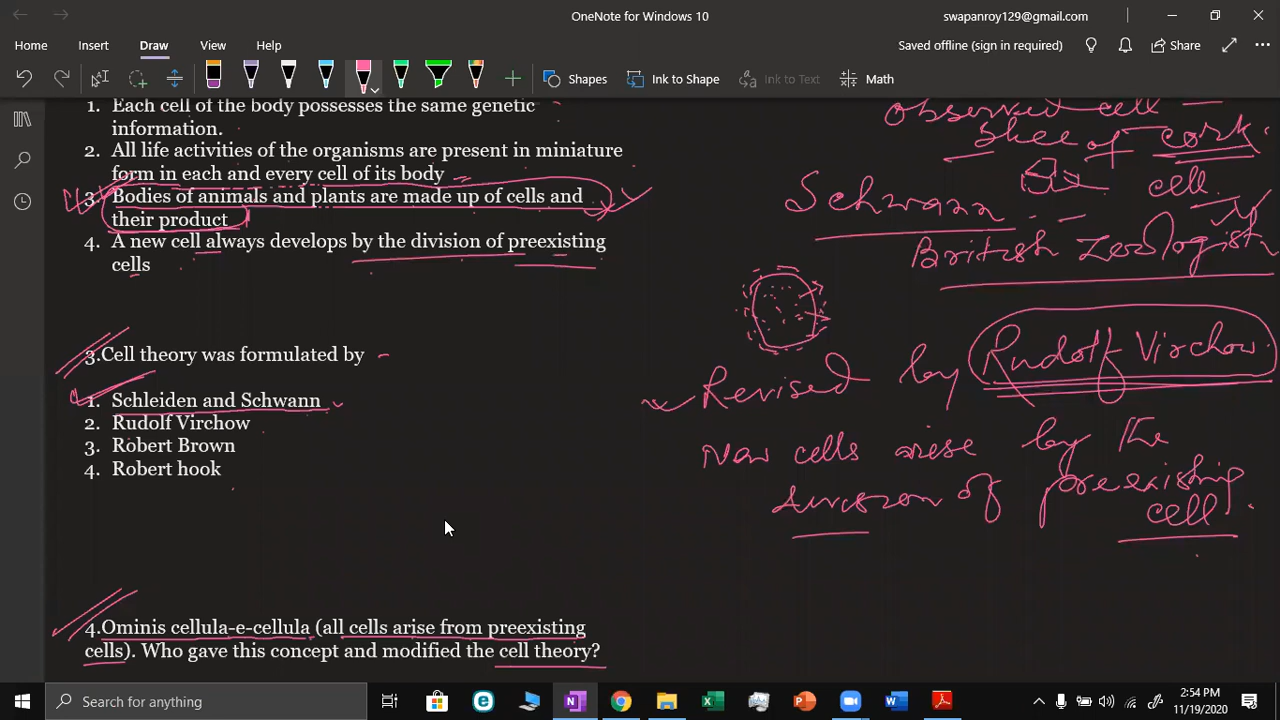 OneNote for Windows 10
swapanroy129@gmail.com
Home Insert Draw View Help
Saved offline (sign in required)
Share
Shapes
Ink to Shape
Ink to Text
Math
1. Each cell of the body possesses the same genetic
information.
2. All life activities of the organisms are present in miniature
form in each and every cell of its body
3. Bodies of animals and plants are made up of cells and
their product
4. A new cell always develops by the division of preexisting
cells
3.Cell theory was formulated by
1. Schleiden and Schwann
2. Rudolf Virchow
3. Robert Brown
4. Robert hook
4.Ominis cellula-e-cellula (all cells arise from preexisting
cells). Who gave this concept and modified the cell theory?
observed cell
slice of cork.
cell
Schwann
British Zoologist
Revised by Rudolf Virchow.
New cells arise by the
division of preexisting
cell.
Search for anything
2:54 PM
11/19/2020